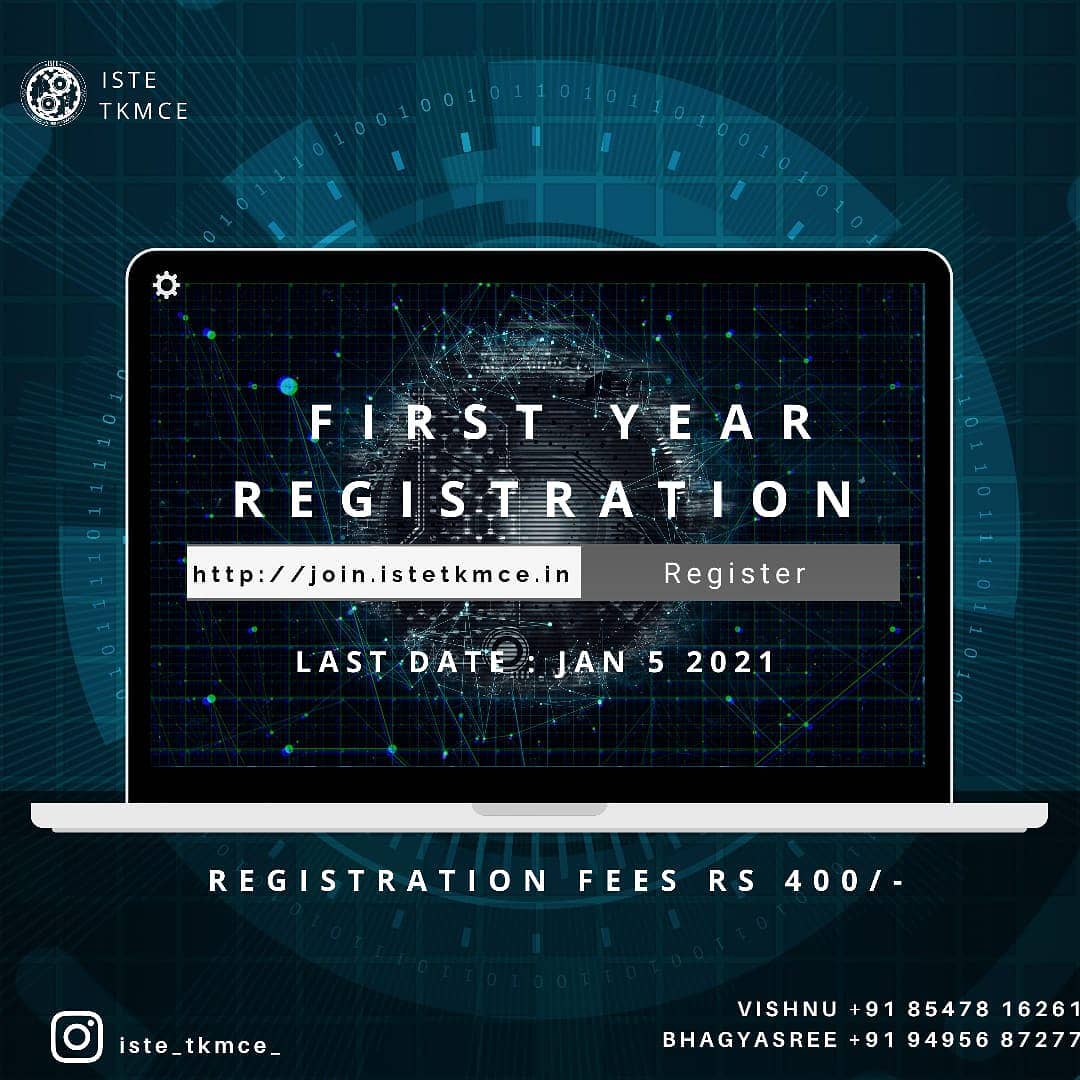 ISTE
TKMCE
FIRST YEAR
REGISTRATION
http://join.istetkmce.in Register
LAST DATE : JAN 5 2021
REGISTRATION FEES RS 400/-
iste_tkmce_
VISHNU +91 85478 16261
BHAGYASREE +91 94956 87277